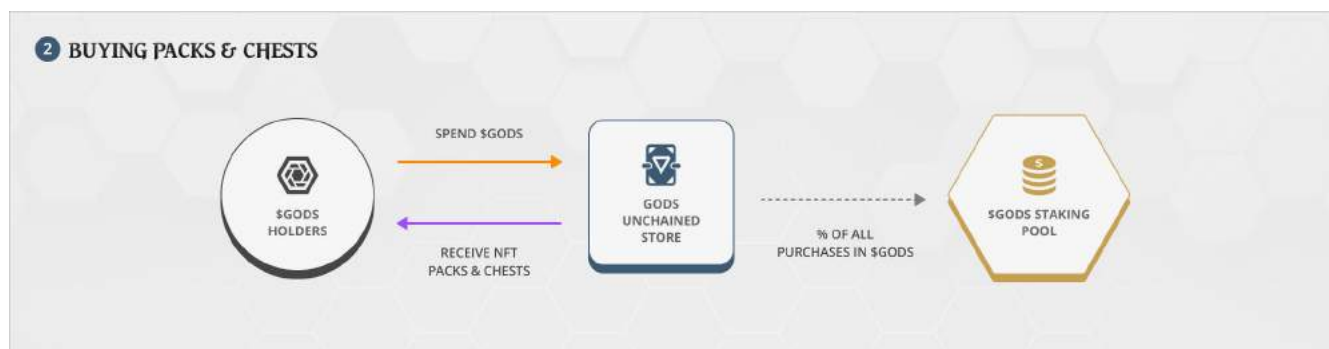 2 BUYING PACKS & CHESTS
SPEND $GODS
$GODS
HOLDERS
RECEIVE NFT
PACKS & CHESTS
GODS
UNCHAINED
STORE
% OF ALL
PURCHASES IN $GODS
$
$GODS STAKING
POOL